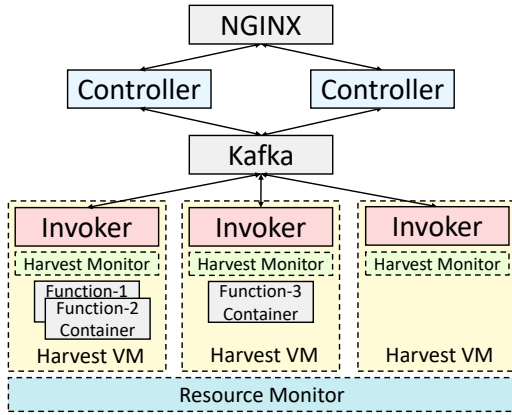 NGINX
Controller
Controller
Kafka
Invoker
Harvest Monitor
Function-1
Function-2
Container
Harvest VM
Invoker
Harvest Monitor
Function-3
Container
Harvest VM
Invoker
Harvest Monitor
Harvest VM
Resource Monitor